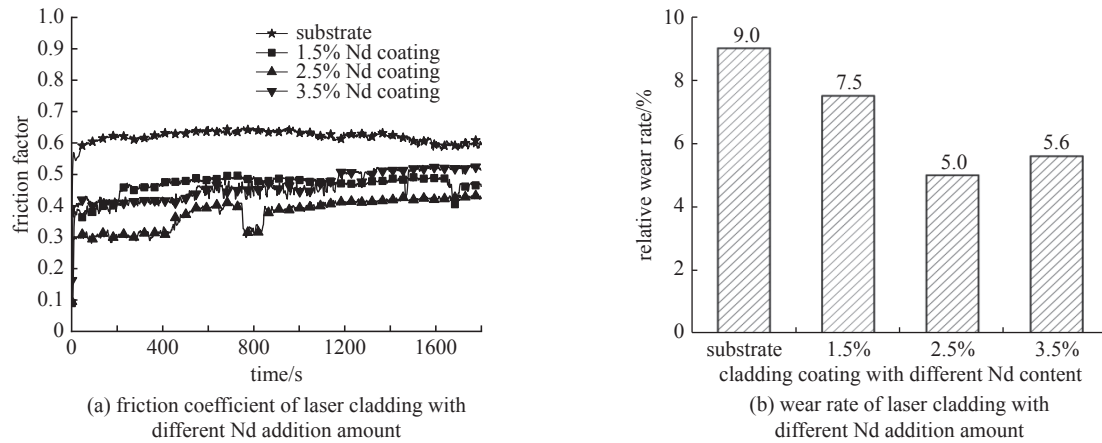 1.0
0.9
0.8
0.7
0.6
0.5
0.4
0.3
0.2
0.1
0
friction factor
substrate
1.5% Nd coating
2.5% Nd coating
3.5% Nd coating
0
400
800
1200
1600
time/s
(a) friction coefficient of laser cladding with
different Nd addition amount
10
8
6
4
2
0
relative wear rate/%
9.0
7.5
5.0
5.6
substrate
1.5%
2.5%
3.5%
cladding coating with different Nd content
(b) wear rate of laser cladding with
different Nd addition amount